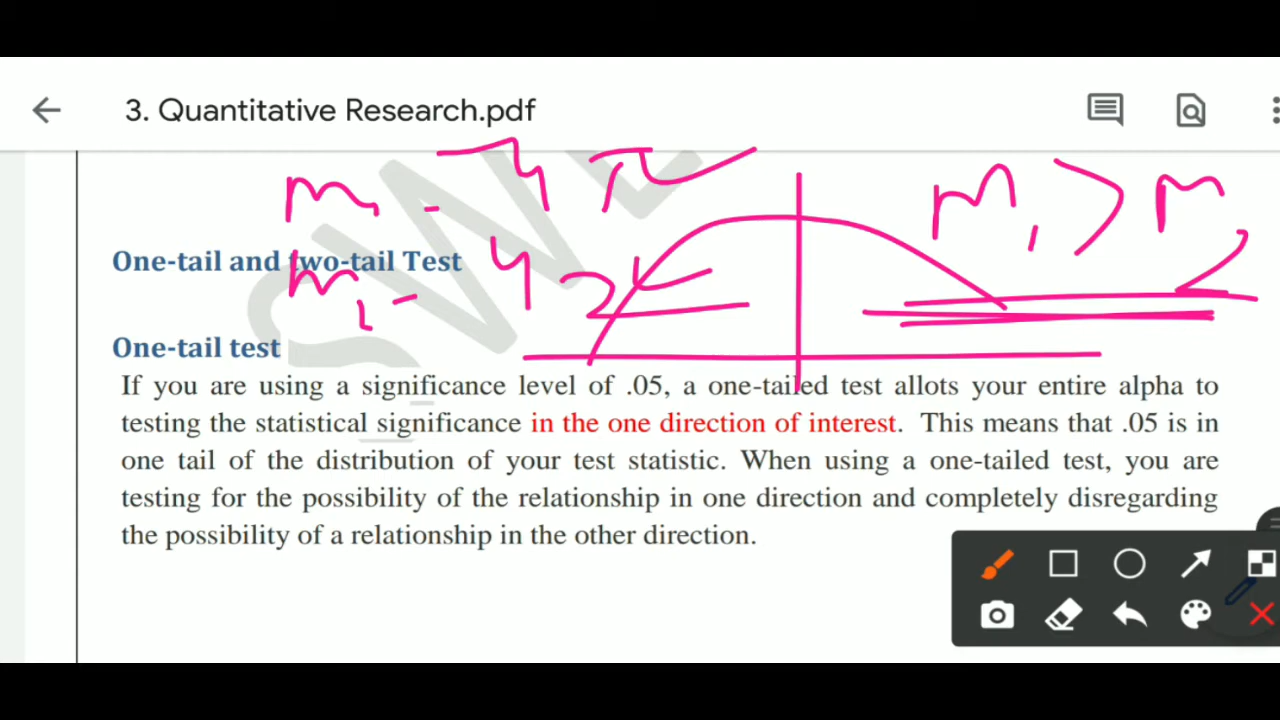 3. Quantitative Research.pdf
M1 > M2
One-tail and two-tail Test
One-tail test
If you are using a significance level of .05, a one-tailed test allots your entire alpha to
testing the statistical significance in the one direction of interest. This means that .05 is in
one tail of the distribution of your test statistic. When using a one-tailed test, you are
testing for the possibility of the relationship in one direction and completely disregarding
the possibility of a relationship in the other direction.